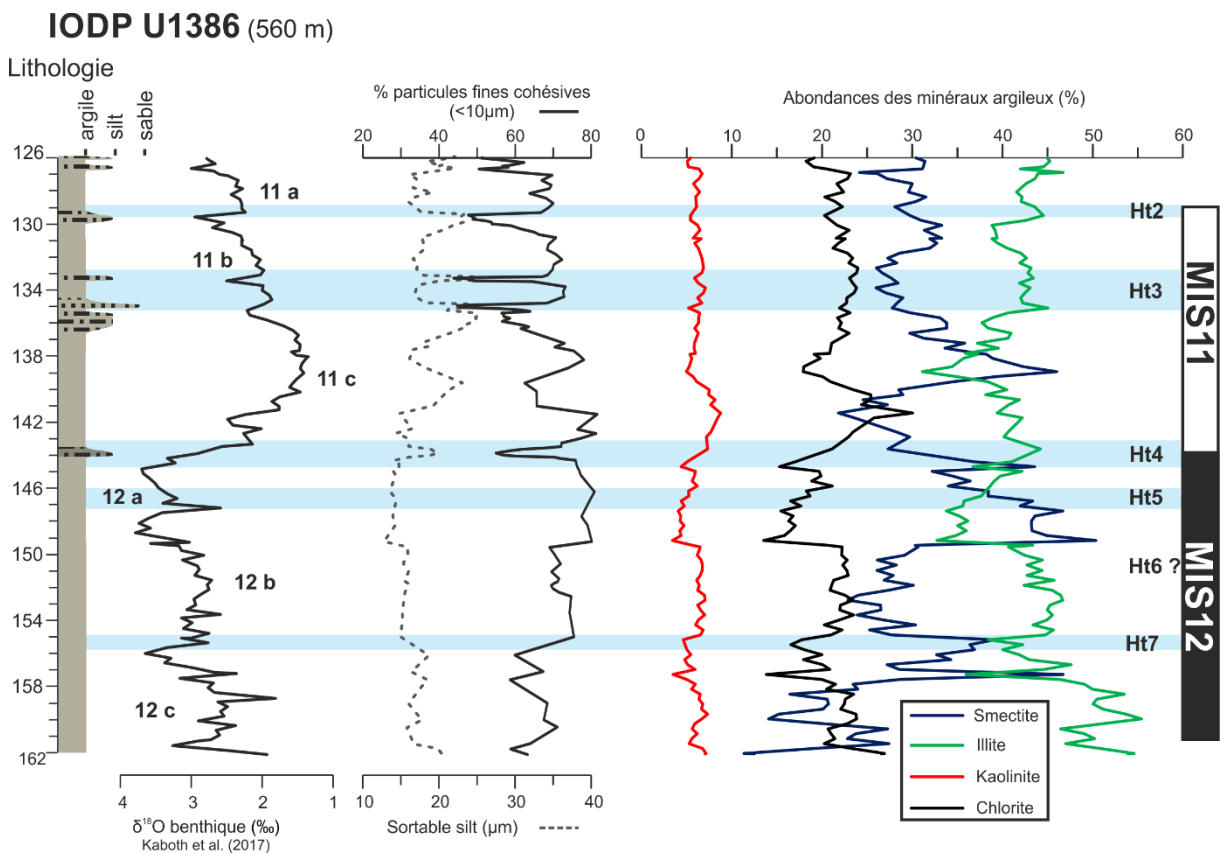 IODP U1386 (560 m)
Lithologie
argile
silt
sable
% particules fines cohésives
(<10µm)
20 40 60 80
Abondances des minéraux argileux (%)
0 10 20 30 40 50 60
126
130
134
138
142
146
150
154
158
162
11 a
11 b
11 c
12 a
12 b
12 c
Ht2
Ht3
Ht4
Ht5
Ht6 ?
Ht7
MIS11
MIS12
Smectite
Illite
Kaolinite
Chlorite
4 3 2 1
δ¹⁸O benthique (‰)
Kaboth et al. (2017)
10 20 30 40
Sortable silt (µm)